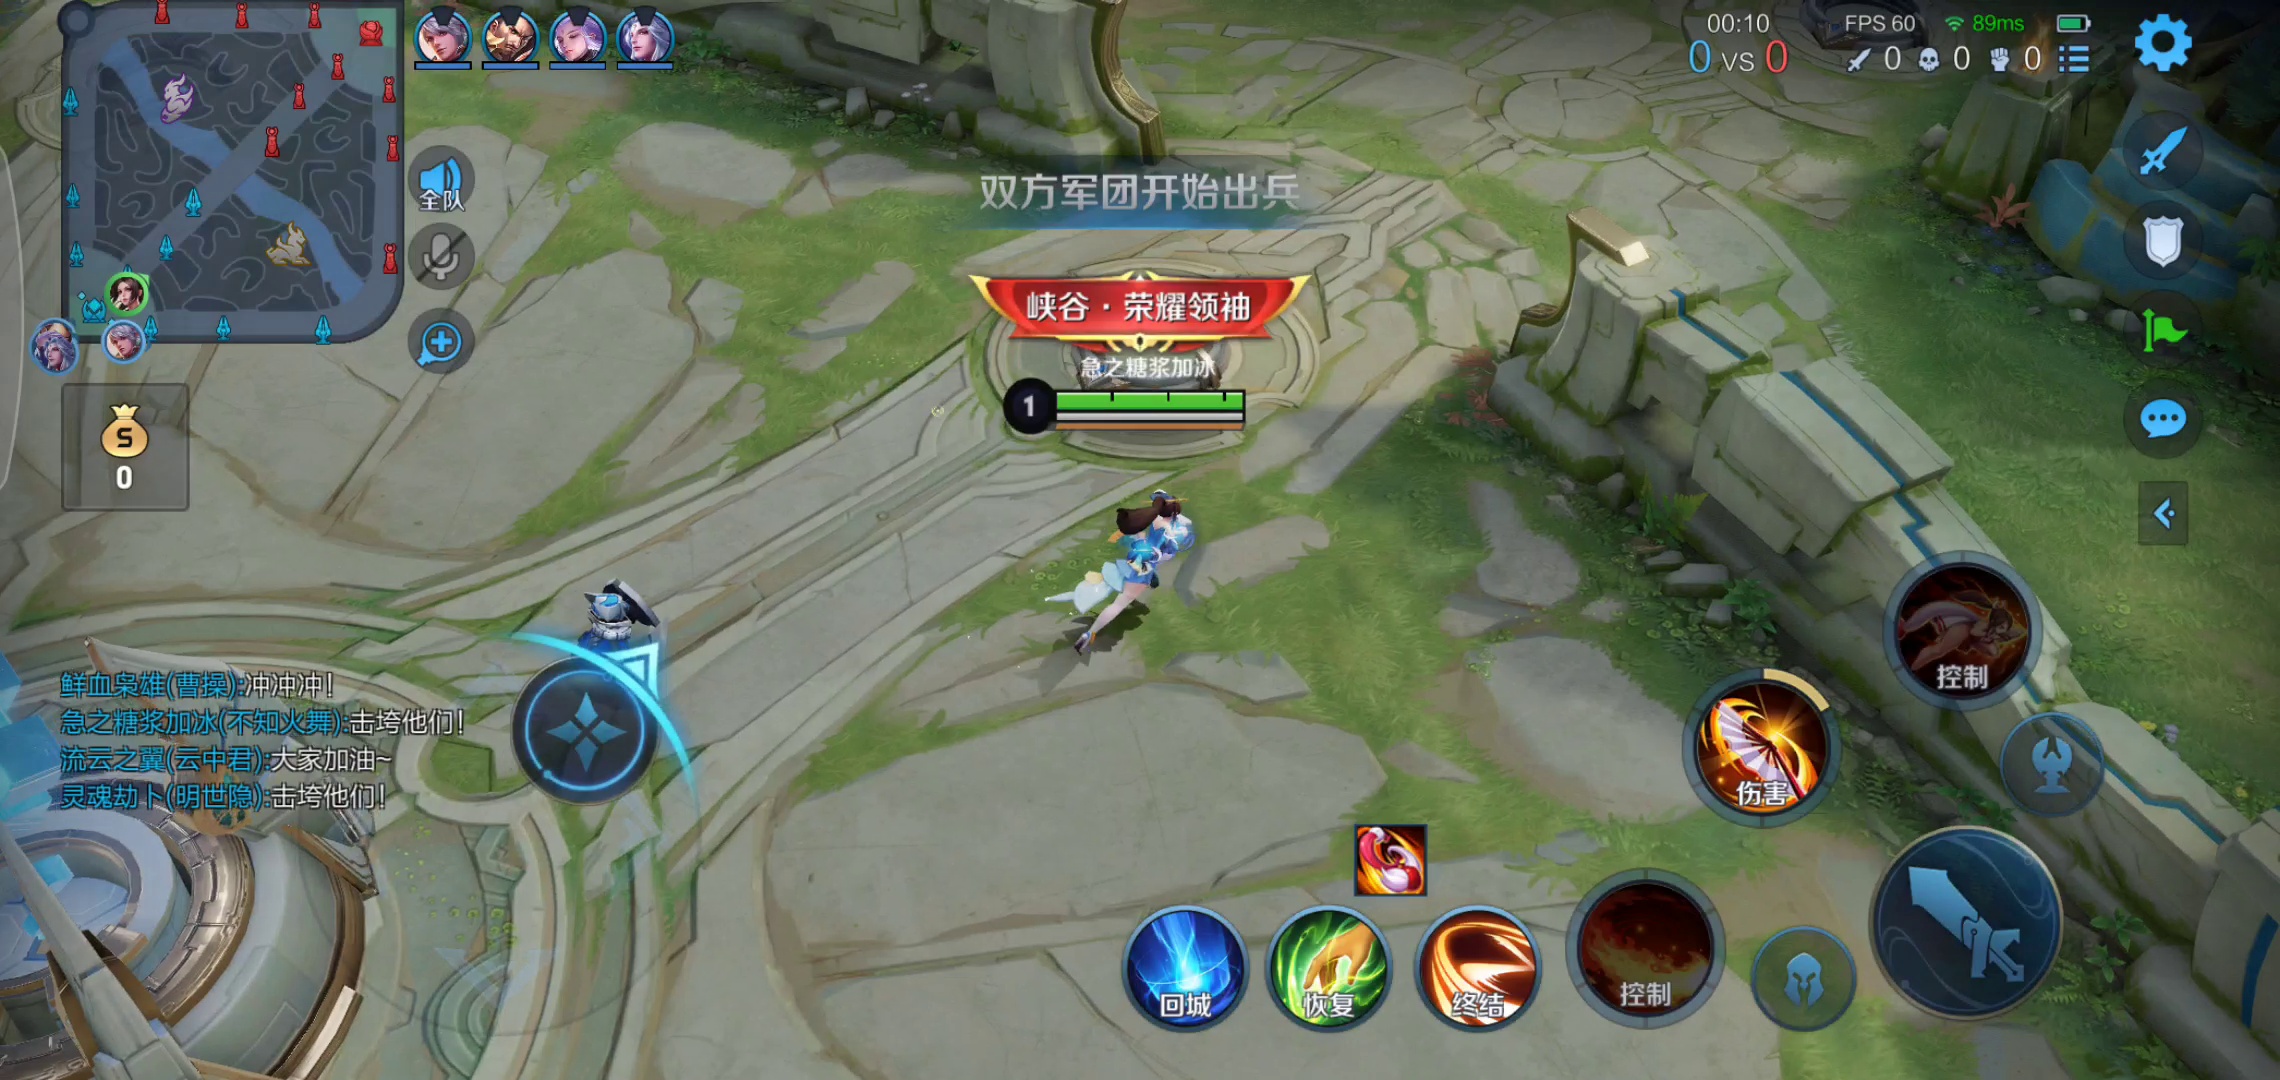 00:10
FPS 60
89ms
0 VS 0
0
0
0
全队
双方军团开始出兵
峡谷·荣耀领袖
急之糖浆加冰
1
S
0
鲜血枭雄(曹操):冲冲冲!
急之糖浆加冰(不知火舞):击垮他们!
流云之翼(云中君):大家加油~
灵魂劫卜(明世隐):击垮他们!
控制
伤害
控制
回城
恢复
终结